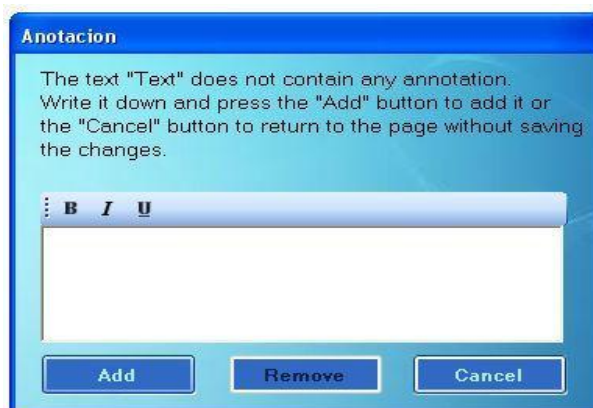 Anotacion
The text "Text" does not contain any annotation.
Write it down and press the "Add" button to add it or
the "Cancel" button to return to the page without saving
the changes.
B I U
Add Remove Cancel